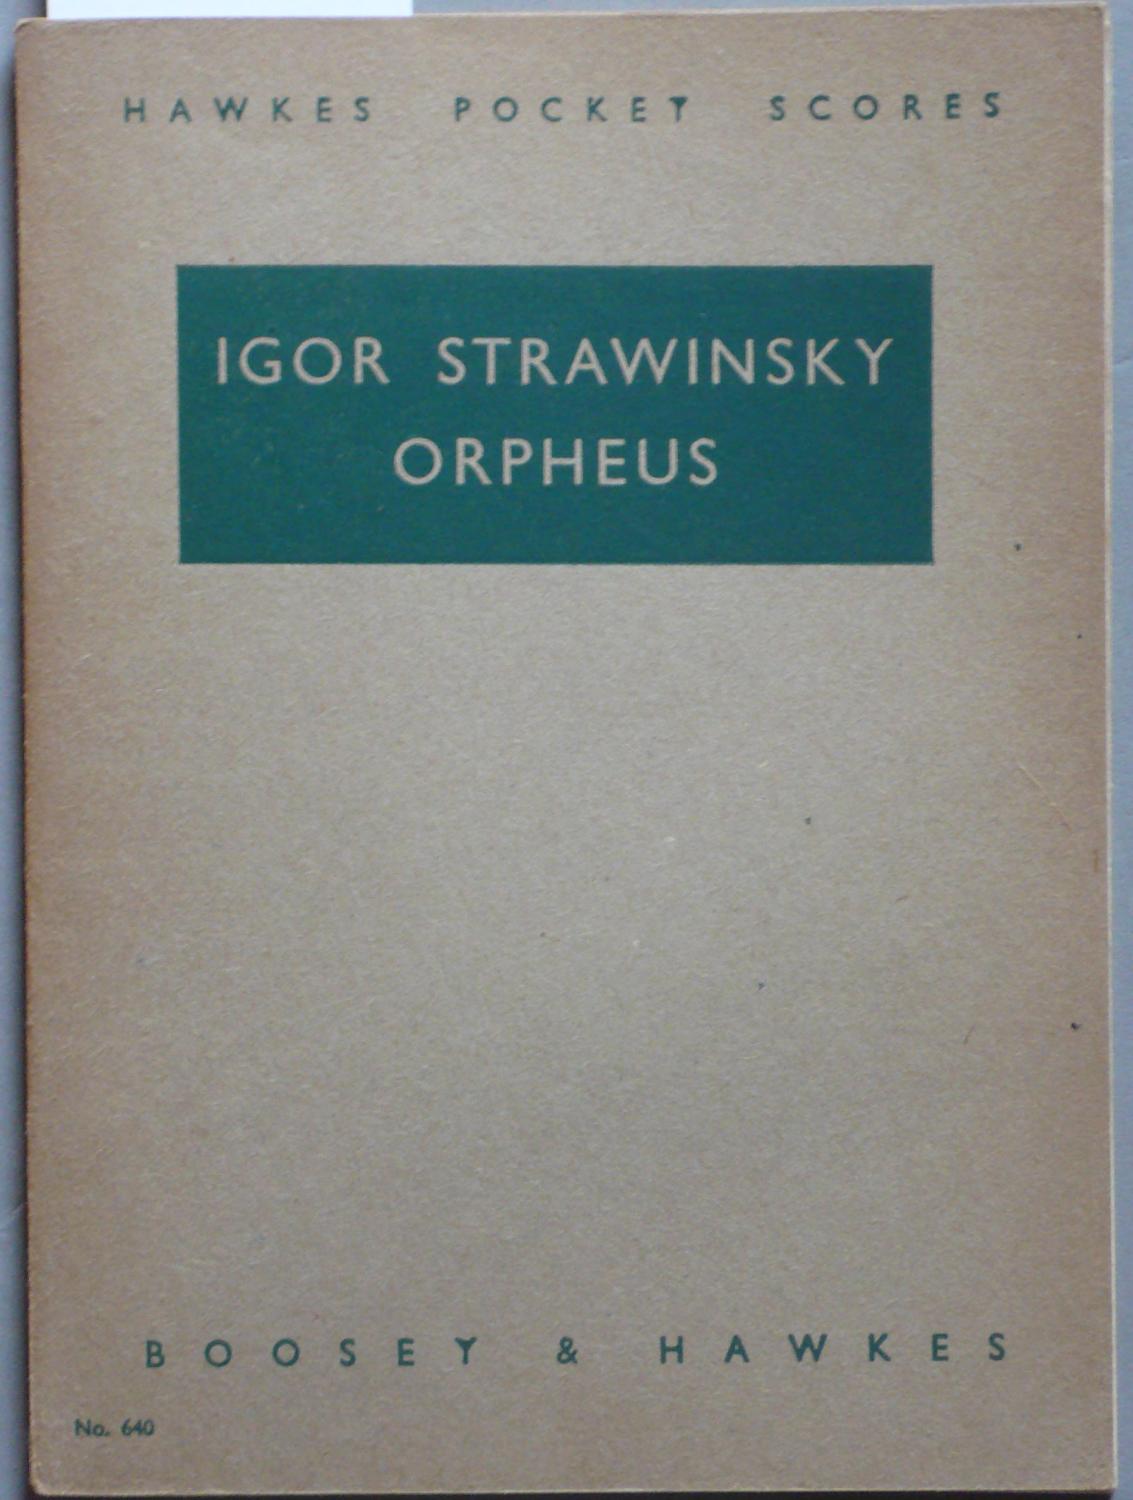 HAWKES POCKET SCORES
IGOR STRAWINSKY
ORPHEUS
BOOSEY & HAWKES
No. 640